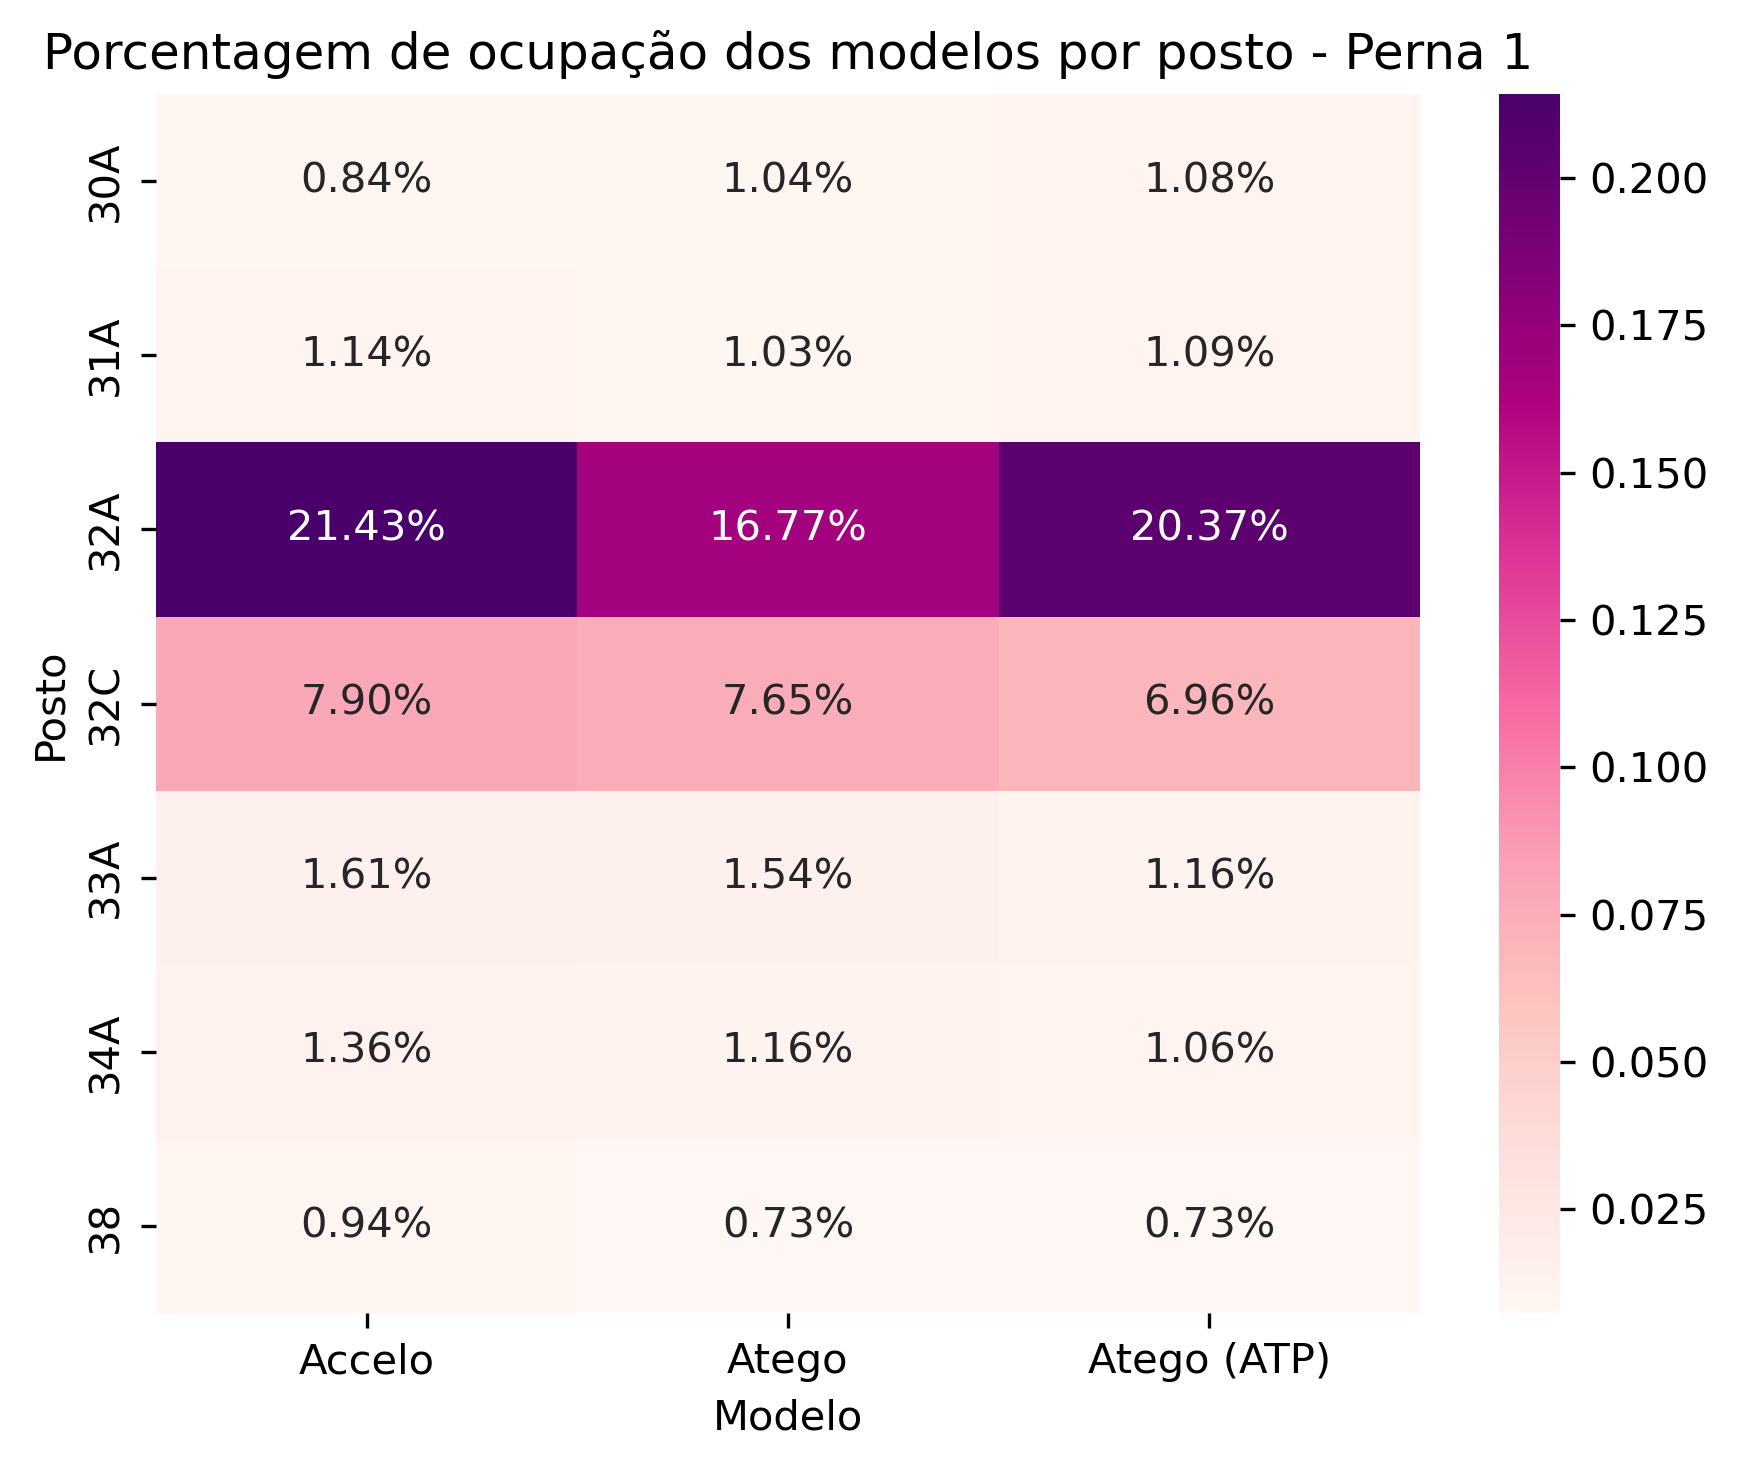 Porcentagem de ocupação dos modelos por posto - Perna 1
Posto
30A 0.84% 1.04% 1.08%
31A 1.14% 1.03% 1.09%
32A 21.43% 16.77% 20.37%
32C 7.90% 7.65% 6.96%
33A 1.61% 1.54% 1.16%
34A 1.36% 1.16% 1.06%
38 0.94% 0.73% 0.73%
Accelo Atego Atego (ATP)
Modelo
0.200
0.175
0.150
0.125
0.100
0.075
0.050
0.025